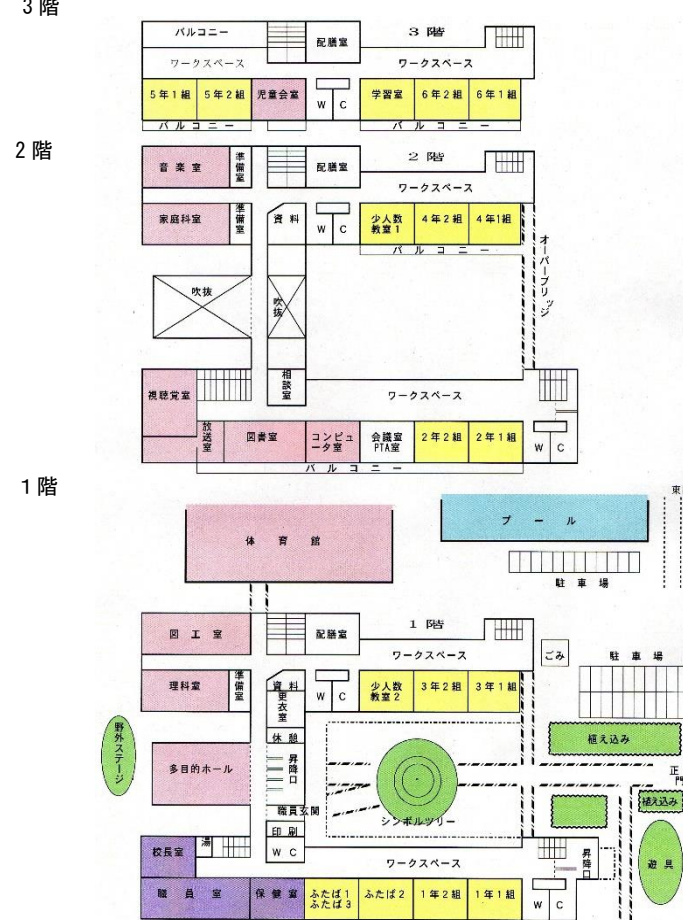 3階
バルコニー
配膳室
3 階
ワークスペース
ワークスペース
5年1組
5年2組
児童会室
W C
学習室
6年2組
6年1組
バルコニー
バルコニー
2階
音楽室
準備室
配膳室
2 階
ワークスペース
家庭科室
準備室
資料
W C
少人数
教室1
4年2組
4年1組
バルコニー
オーバーブリッジ
吹抜
吹抜
視聴覚室
相談室
ワークスペース
放送室
図書室
コンピュ
ータ室
会議室
PTA室
2年2組
2年1組
W C
バルコニー
1階
東
体育館
プール
駐車場
図工室
配膳室
1 階
ワークスペース
ごみ
駐車場
理科室
準備室
資料
更衣室
W C
少人数
教室2
3年2組
3年1組
野外ステージ
休憩
植え込み
多目的ホール
昇降口
正門
職員玄関
シンボルツリー
植え込み
印刷
校長室
湯
W C
ワークスペース
昇降口
遊具
職員室
保健室
ふたば1
ふたば3
ふたば2
1年2組
1年1組
W C